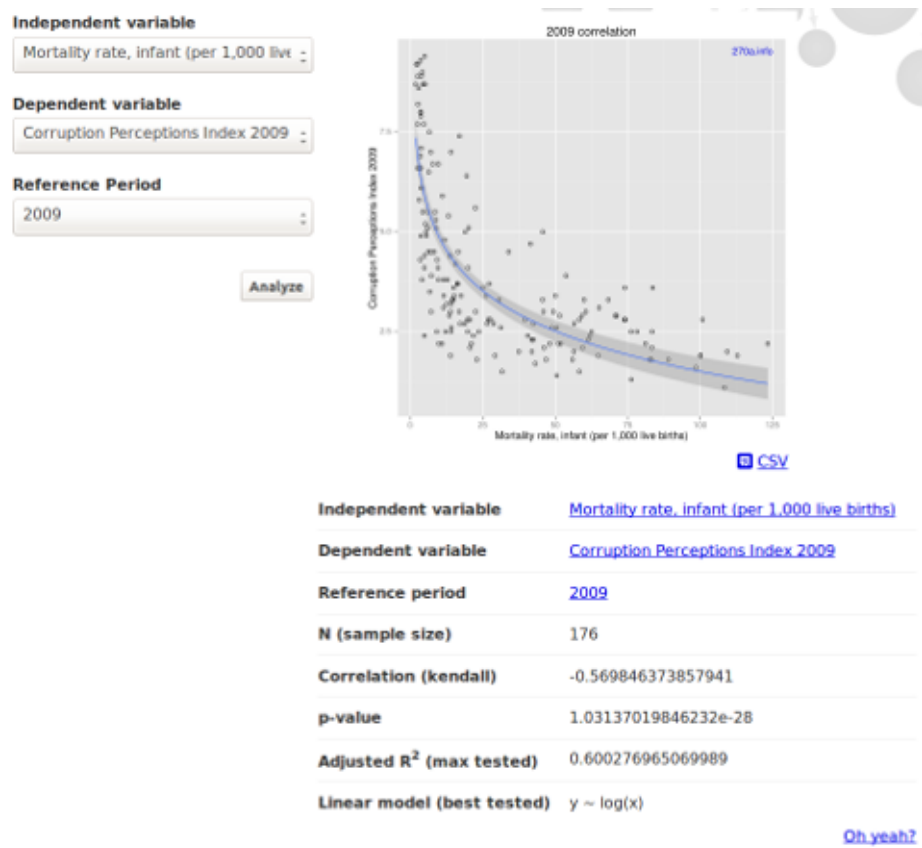 Independent variable
Mortality rate, infant (per 1,000 live
Dependent variable
Corruption Perceptions Index 2009
Reference Period
2009
Analyze
2009 correlation
270a.info
Corruption Perceptions Index 2009
7.5
5.0
2.5
0 25 50 75 100 125
Mortality rate, infant (per 1,000 live births)
CSV
Independent variable Mortality rate, infant (per 1,000 live births)
Dependent variable Corruption Perceptions Index 2009
Reference period 2009
N (sample size) 176
Correlation (kendall) -0.569846373857941
p-value 1.03137019846232e-28
Adjusted R² (max tested) 0.600276965069989
Linear model (best tested) y ~ log(x)
Oh yeah?